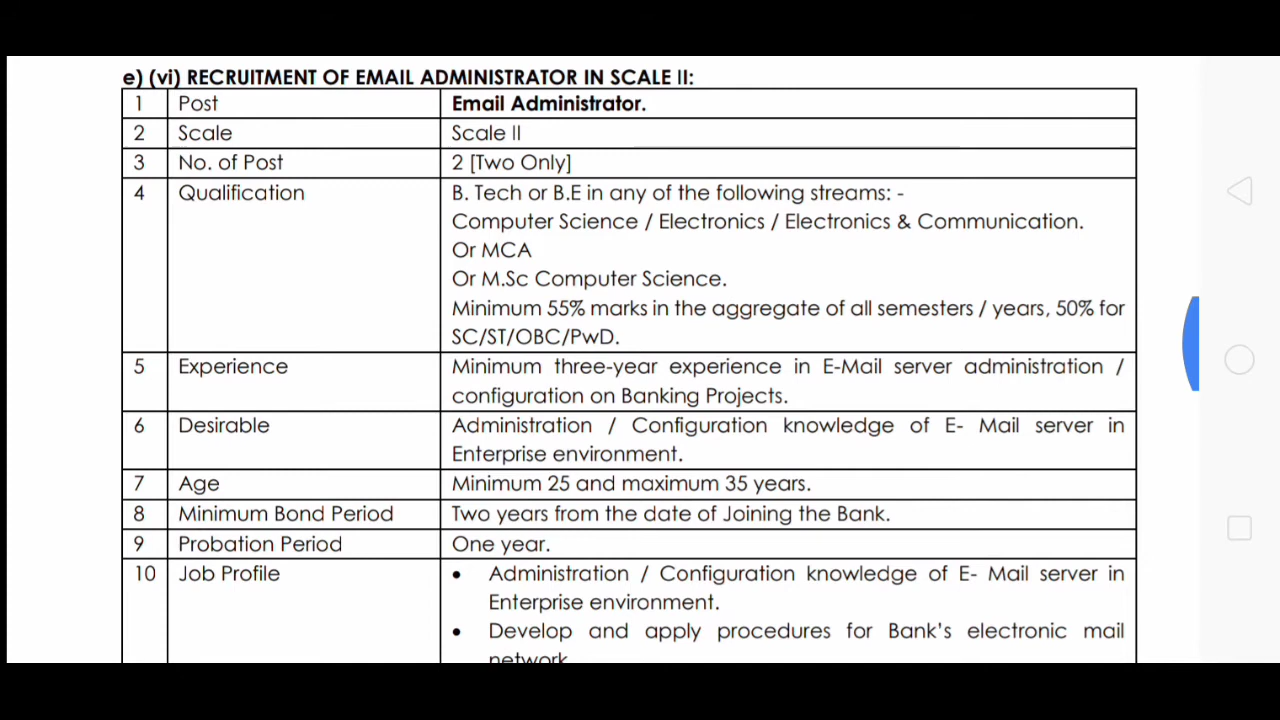 e) (vi) RECRUITMENT OF EMAIL ADMINISTRATOR IN SCALE II:
1 Post Email Administrator.
2 Scale Scale II
3 No. of Post 2 [Two Only]
4 Qualification B. Tech or B.E in any of the following streams: -
Computer Science / Electronics / Electronics & Communication.
Or MCA
Or M.Sc Computer Science.
Minimum 55% marks in the aggregate of all semesters / years, 50% for
SC/ST/OBC/PwD.
5 Experience Minimum three-year experience in E-Mail server administration /
configuration on Banking Projects.
6 Desirable Administration / Configuration knowledge of E- Mail server in
Enterprise environment.
7 Age Minimum 25 and maximum 35 years.
8 Minimum Bond Period Two years from the date of Joining the Bank.
9 Probation Period One year.
10 Job Profile • Administration / Configuration knowledge of E- Mail server in
Enterprise environment.
• Develop and apply procedures for Bank's electronic mail
network